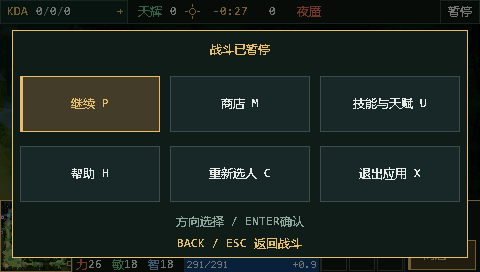 KDA 0/0/0 + 天辉 0 -0:27 0 夜魇 暂停
战斗已暂停
继续 P 商店 M 技能与天赋 U
帮助 H 重新选人 C 退出应用 X
方向选择 / ENTER确认
BACK / ESC 返回战斗
力26 敏18 智18 291/291 +0.9